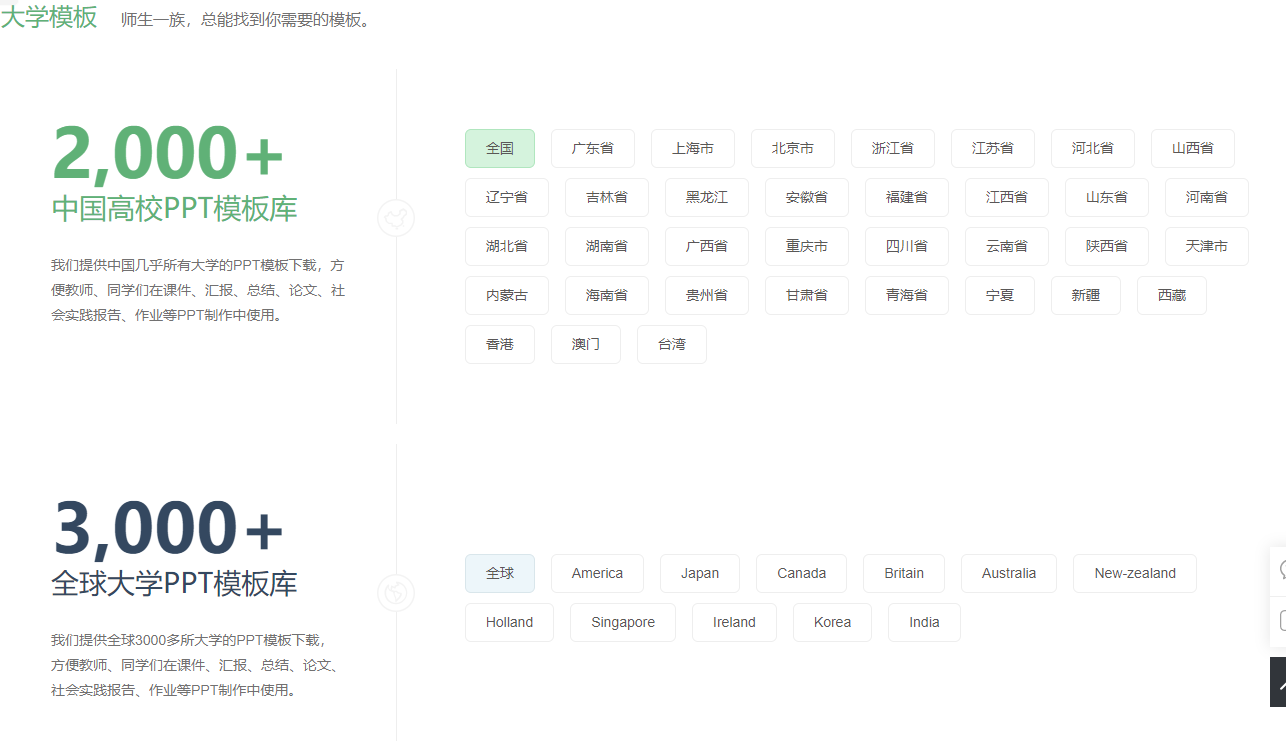 大学模板 师生一族，总能找到你需要的模板。
2,000+
中国高校PPT模板库
我们提供中国几乎所有大学的PPT模板下载，方
便教师、同学们在课件、汇报、总结、论文、社
会实践报告、作业等PPT制作中使用。
全国 广东省 上海市 北京市 浙江省 江苏省 河北省 山西省
辽宁省 吉林省 黑龙江 安徽省 福建省 江西省 山东省 河南省
湖北省 湖南省 广西省 重庆市 四川省 云南省 陕西省 天津市
内蒙古 海南省 贵州省 甘肃省 青海省 宁夏 新疆 西藏
香港 澳门 台湾
3,000+
全球大学PPT模板库
我们提供全球3000多所大学的PPT模板下载，
方便教师、同学们在课件、汇报、总结、论文、
社会实践报告、作业等PPT制作中使用。
全球 America Japan Canada Britain Australia New-zealand
Holland Singapore Ireland Korea India